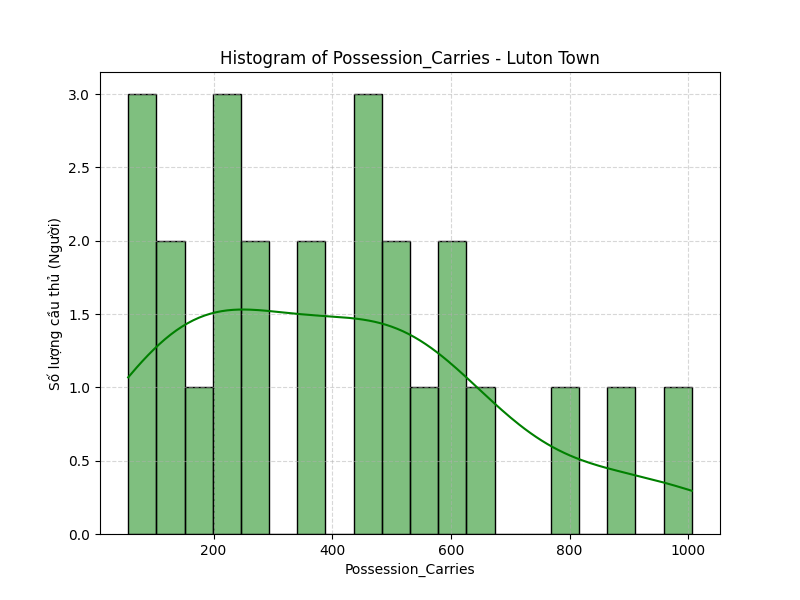 Histogram of Possession_Carries - Luton Town
3.0
2.5
2.0
1.5
1.0
0.5
0.0
Số lượng cầu thủ (Người)
200 400 600 800 1000
Possession_Carries